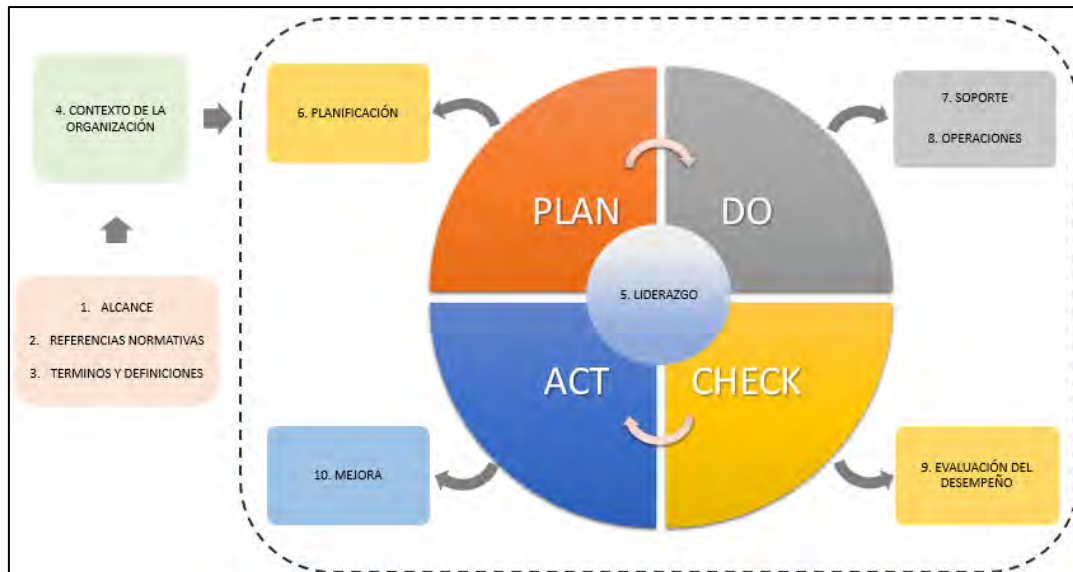 4. CONTEXTO DE LA
ORGANIZACIÓN
1. ALCANCE
2. REFERENCIAS NORMATIVAS
3. TERMINOS Y DEFINICIONES
6. PLANIFICACIÓN
7. SOPORTE
8. OPERACIONES
PLAN
DO
5. LIDERAZGO
ACT
CHECK
10. MEJORA
9. EVALUACIÓN DEL
DESEMPEÑO